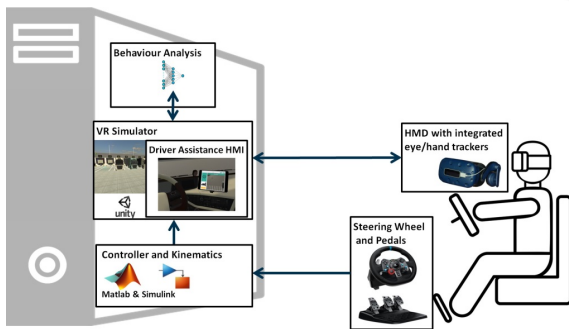 Behaviour Analysis
VR Simulator
Driver Assistance HMI
unity
HMD with integrated
eye/hand trackers
Controller and Kinematics
Matlab & Simulink
Steering Wheel
and Pedals